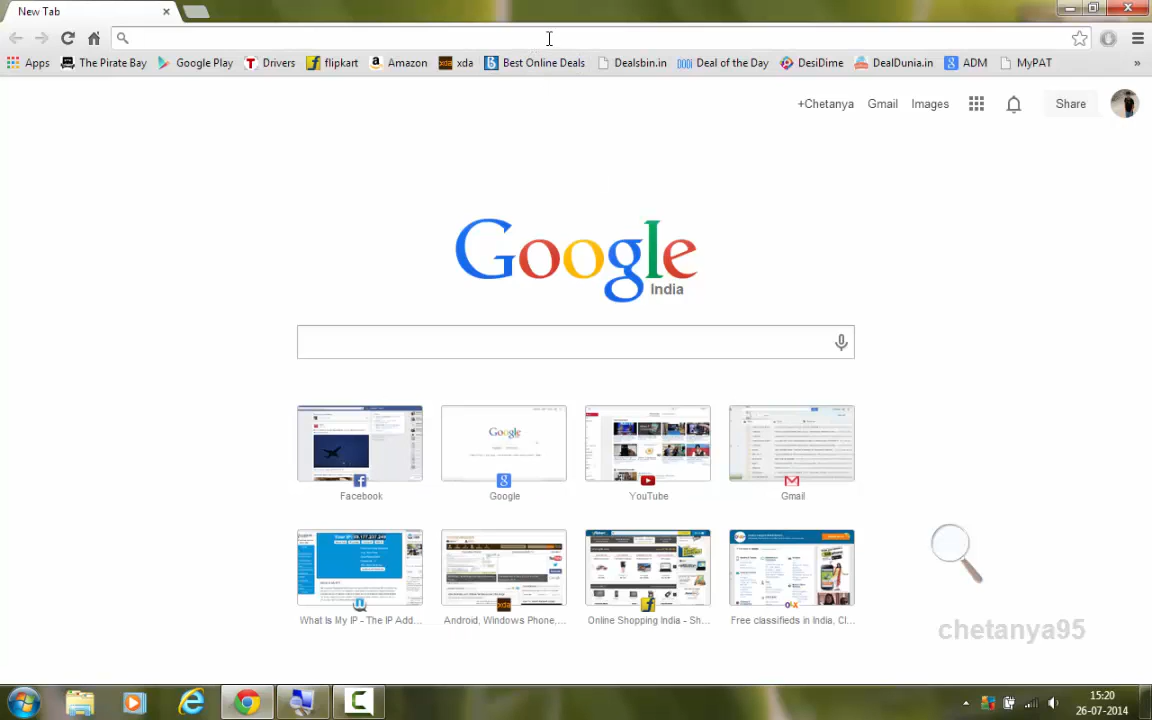 New Tab
Apps The Pirate Bay Google Play Drivers flipkart Amazon xda Best Online Deals Dealsbin.in Deal of the Day DesiDime DealDunia.in ADM MyPAT »
+Chetanya Gmail Images Share
Google
India
Google
Facebook Google YouTube Gmail
What Is My IP - The IP Add... Android, Windows Phone,... Online Shopping India - Sh... Free classifieds in India, Cl...
chetanya95
15:20
26-07-2014